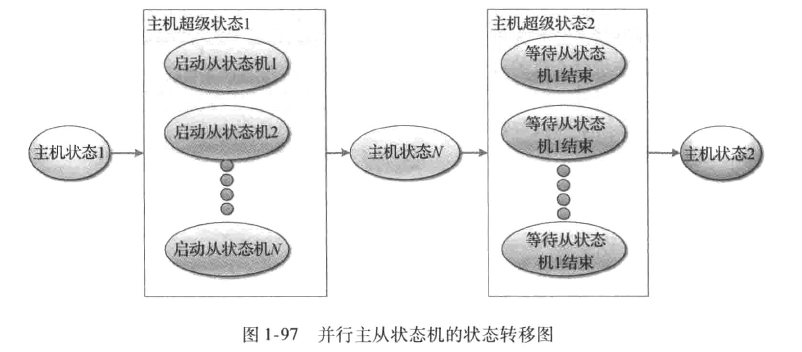 主机超级状态1
启动从状态机1
启动从状态机2
启动从状态机N
主机状态1
主机状态N
主机超级状态2
等待从状态
机1结束
等待从状态
机1结束
等待从状态
机1结束
主机状态2
图 1-97 并行主从状态机的状态转移图